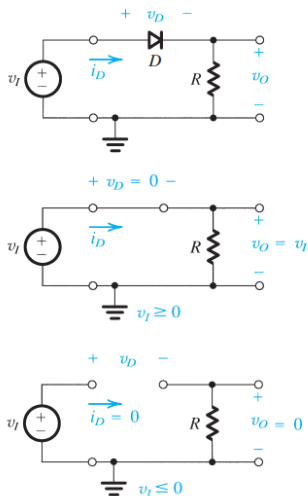 + v_D −
v_I + − i_D D R + v_O −
+ v_D = 0 −
v_I + − i_D R + v_O = v_I −
v_I ≥ 0
+ v_D −
v_I + − i_D = 0 R + v_O = 0 −
v_I ≤ 0